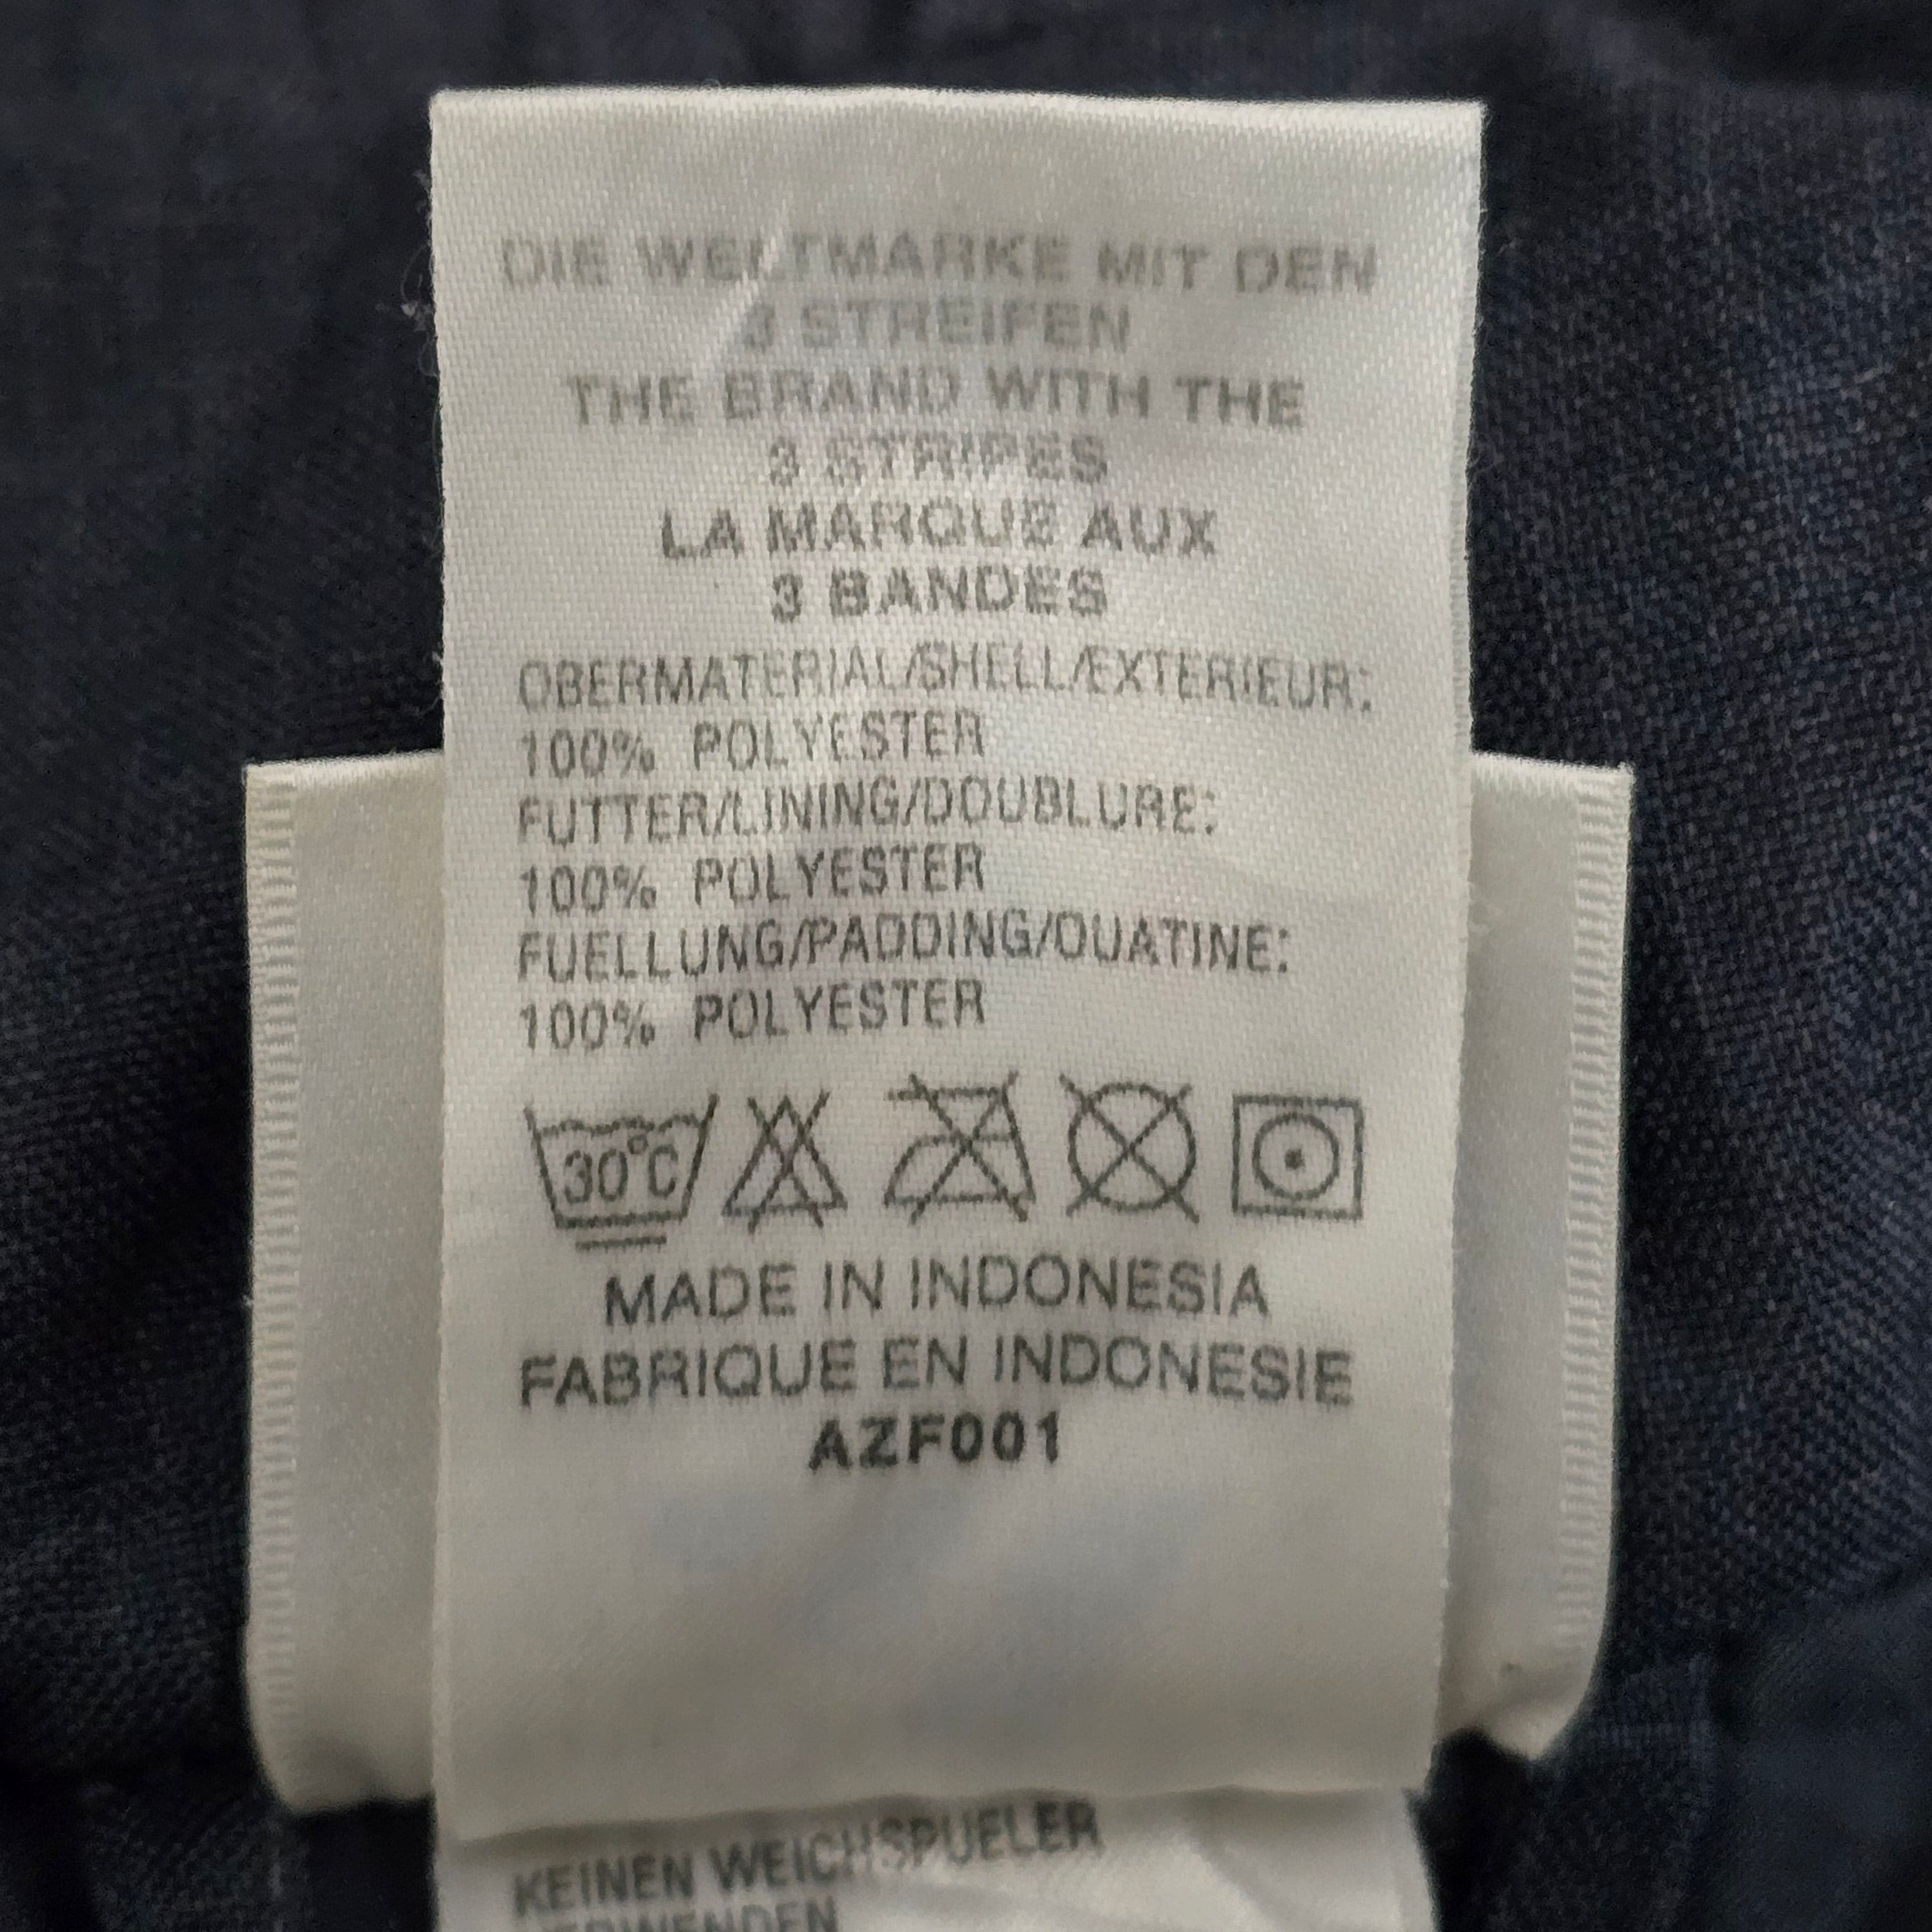 DIE WELTMARKE MIT DEN
3 STREIFEN
THE BRAND WITH THE
3 STRIPES
LA MARQUE AUX
3 BANDES
OBERMATERIAL/SHELL/EXTERIEUR:
100% POLYESTER
FUTTER/LINING/DOUBLURE:
100% POLYESTER
FUELLUNG/PADDING/OUATINE:
100% POLYESTER
30°C
MADE IN INDONESIA
FABRIQUE EN INDONESIE
AZF001
KEINEN WEICHSPUELER
VERWENDEN